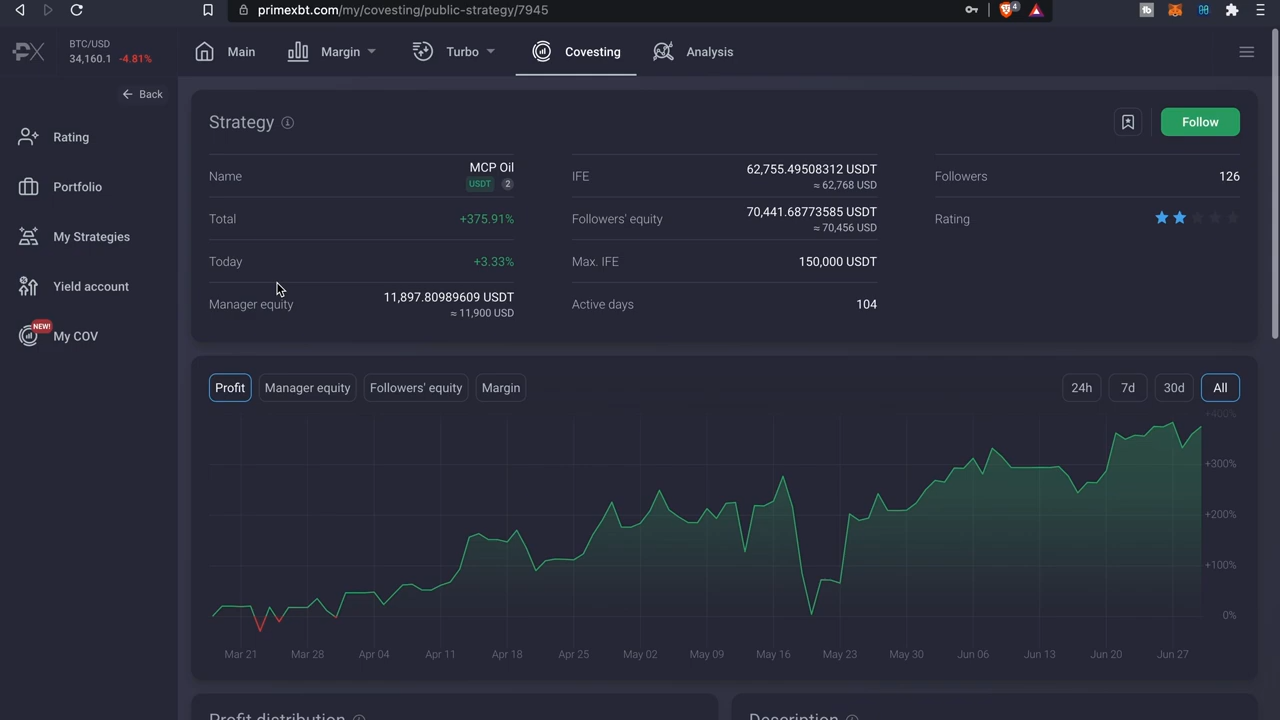 primexbt.com/my/covesting/public-strategy/7945
4
PX
BTC/USD
34,160.1 -4.81%
Main
Margin
Turbo
Covesting
Analysis
Back
Rating
Portfolio
My Strategies
Yield account
NEW!
My COV
Strategy
Follow
Name
MCP Oil
USDT 2
Total
+375.91%
Today
+3.33%
Manager equity
11,897.80989609 USDT
≈ 11,900 USD
IFE
62,755.49508312 USDT
≈ 62,768 USD
Followers' equity
70,441.68773585 USDT
≈ 70,456 USD
Max. IFE
150,000 USDT
Active days
104
Followers
126
Rating
Profit
Manager equity
Followers' equity
Margin
24h
7d
30d
All
+400%
+300%
+200%
+100%
0%
Mar 21
Mar 28
Apr 04
Apr 11
Apr 18
Apr 25
May 02
May 09
May 16
May 23
May 30
Jun 06
Jun 13
Jun 20
Jun 27
Profit distribution
Description